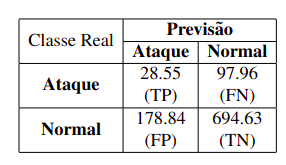 Classe Real
Previsão
Ataque Normal
Ataque
28.55 97.96
(TP) (FN)
Normal
178.84 694.63
(FP) (TN)